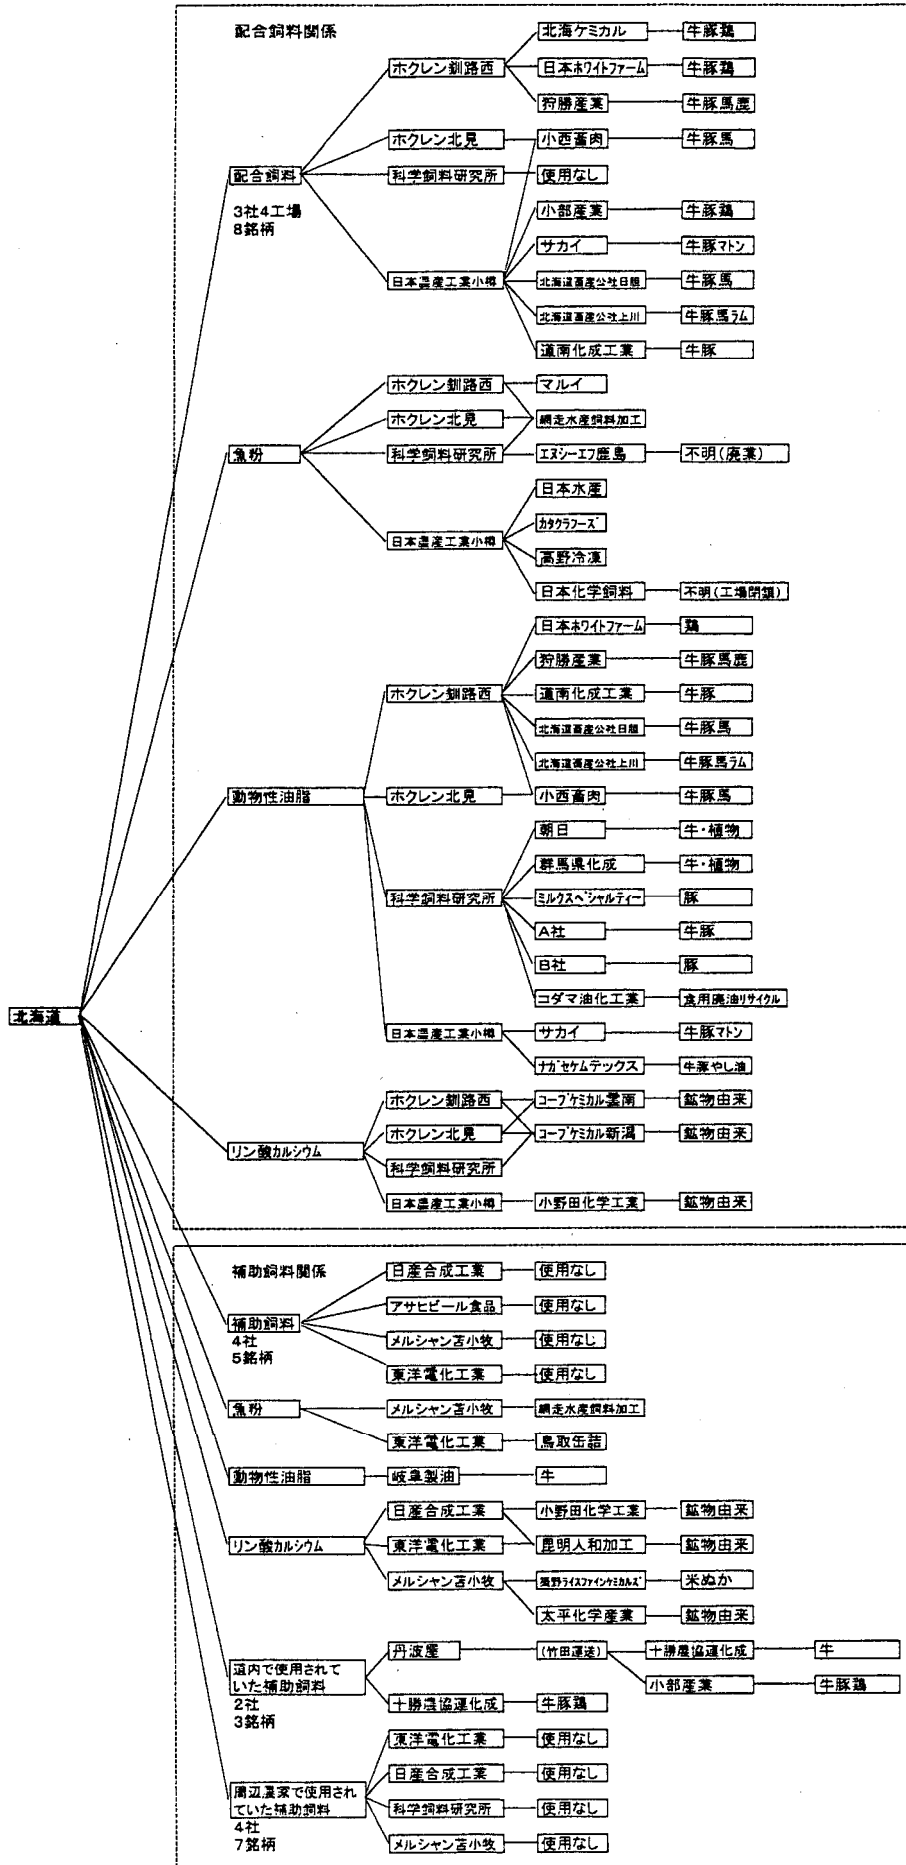 配合飼料関係
北海ケミカル 牛豚鶏
ホクレン釧路西 日本ホワイトファーム 牛豚鶏
狩勝産業 牛豚馬鹿
ホクレン北見 小西畜肉 牛豚馬
配合飼料 科学飼料研究所 使用なし
3社4工場
8銘柄
小部産業 牛豚鶏
サカイ 牛豚マトン
日本農産工業小樽 北海道畜産公社日胆 牛豚馬
北海道畜産公社上川 牛豚馬ラム
道南化成工業 牛豚
ホクレン釧路西 マルイ
ホクレン北見 網走水産飼料加工
魚粉 科学飼料研究所 エヌシーエフ鹿島 不明(廃業)
日本水産
カタクラフーズ
日本農産工業小樽
高野冷凍
日本化学飼料 不明(工場閉鎖)
日本ホワイトファーム 鶏
狩勝産業 牛豚馬鹿
ホクレン釧路西 道南化成工業 牛豚
北海道畜産公社日胆 牛豚馬
北海道畜産公社上川 牛豚馬ラム
動物性油脂 ホクレン北見 小西畜肉 牛豚馬
朝日 牛・植物
群馬県化成 牛・植物
科学飼料研究所 ミルクスペシャルティー 豚
A社 牛豚
B社 豚
コダマ油化工業 食用廃油リサイクル
北海道
日本農産工業小樽 サカイ 牛豚マトン
ナガセケムテックス 牛豚やし油
ホクレン釧路西 コープケミカル雲南 鉱物由来
ホクレン北見 コープケミカル新潟 鉱物由来
リン酸カルシウム
科学飼料研究所
日本農産工業小樽 小野田化学工業 鉱物由来
補助飼料関係
日産合成工業 使用なし
アサヒビール食品 使用なし
補助飼料
4社
5銘柄
メルシャン苫小牧 使用なし
東洋電化工業 使用なし
魚粉 メルシャン苫小牧 網走水産飼料加工
東洋電化工業 鳥取缶詰
動物性油脂 岐阜製油 牛
日産合成工業 小野田化学工業 鉱物由来
リン酸カルシウム 東洋電化工業 昆明人和加工 鉱物由来
メルシャン苫小牧 築野ライスファインケミカルズ 米ぬか
太平化学産業 鉱物由来
丹波屋 (竹田運送) 十勝農協連化成 牛
小部産業 牛豚鶏
道内で使用されて
いた補助飼料
2社
3銘柄
十勝農協連化成 牛豚鶏
東洋電化工業 使用なし
日産合成工業 使用なし
周辺農家で使用され
ていた補助飼料
4社
7銘柄
科学飼料研究所 使用なし
メルシャン苫小牧 使用なし